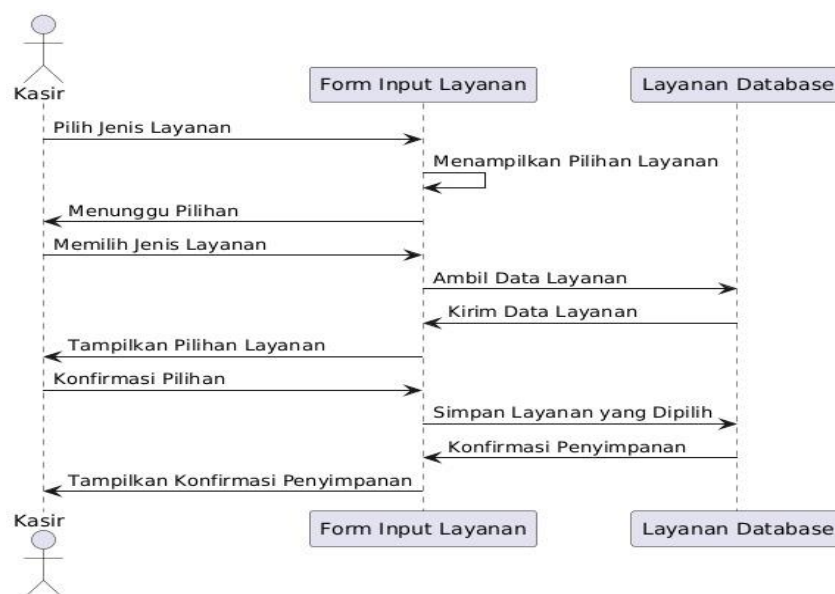 Kasir
Form Input Layanan
Layanan Database
Pilih Jenis Layanan
Menampilkan Pilihan Layanan
Menunggu Pilihan
Memilih Jenis Layanan
Ambil Data Layanan
Kirim Data Layanan
Tampilkan Pilihan Layanan
Konfirmasi Pilihan
Simpan Layanan yang Dipilih
Konfirmasi Penyimpanan
Tampilkan Konfirmasi Penyimpanan
Kasir
Form Input Layanan
Layanan Database